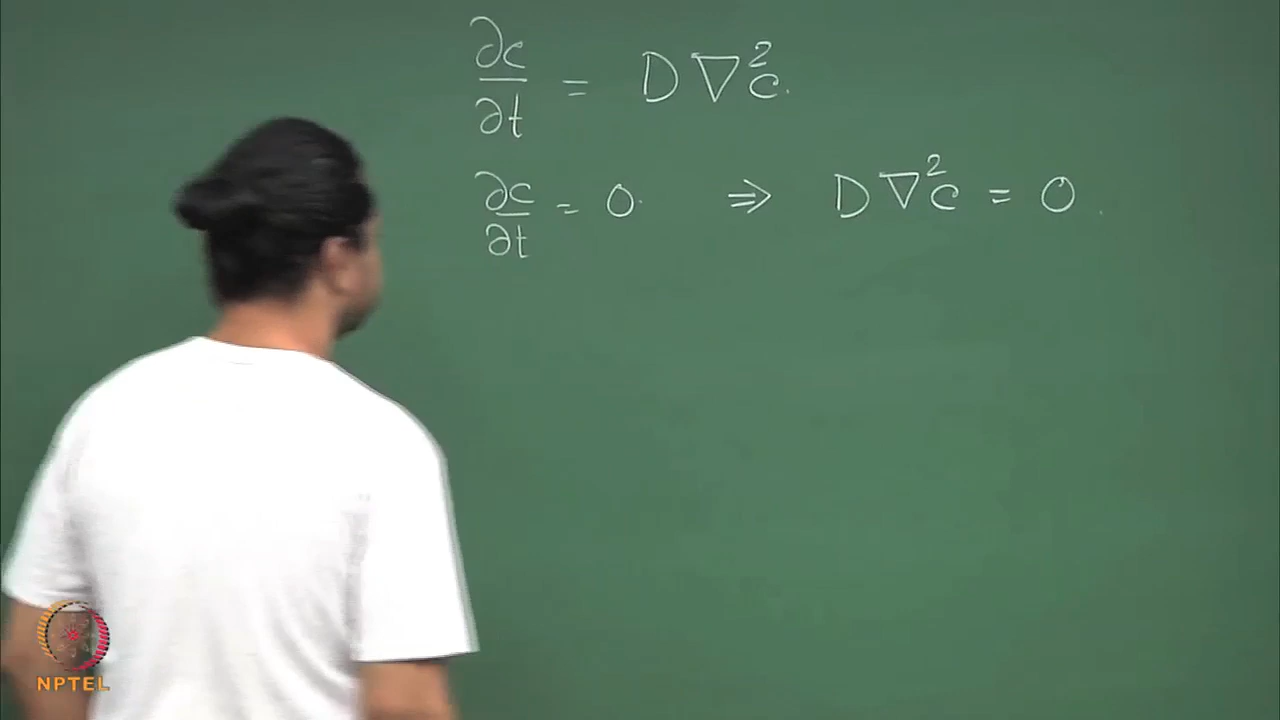 ∂c/∂t = D∇²c.
∂c/∂t = 0. ⇒ D∇²c = 0.
NPTEL